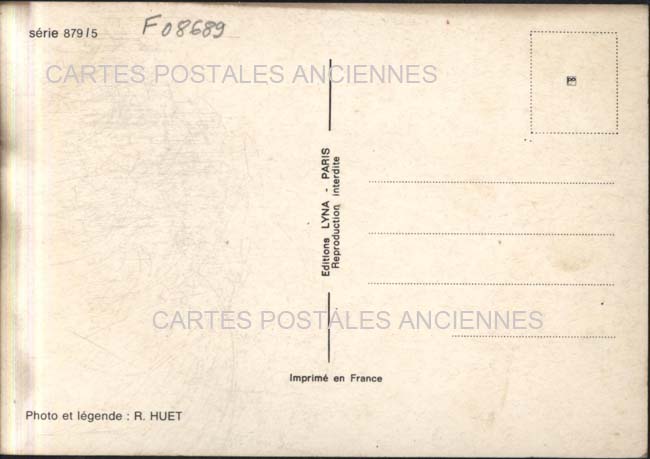 série 879/5
F08689
CARTES POSTALES ANCIENNES
Editions LYNA - PARIS
Reproduction interdite
CARTES POSTALES ANCIENNES
Imprimé en France
Photo et légende : R. HUET